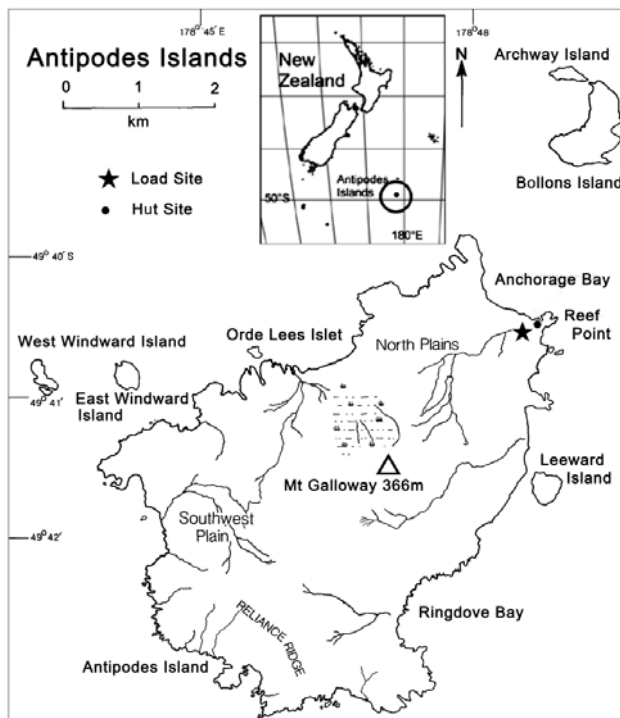 178° 45' E
178° 48
Antipodes Islands
0 1 2
km
Load Site
Hut Site
New
Zealand
Antipodes
Islands
50°S
180°E
N
Archway Island
Bollons Island
49° 40' S
Anchorage Bay
Reef
Point
North Plains
Orde Lees Islet
West Windward Island
East Windward
Island
49° 41'
Mt Galloway 366m
Leeward
Island
Southwest
Plain
49° 42'
RELIANCE RIDGE
Ringdove Bay
Antipodes Island